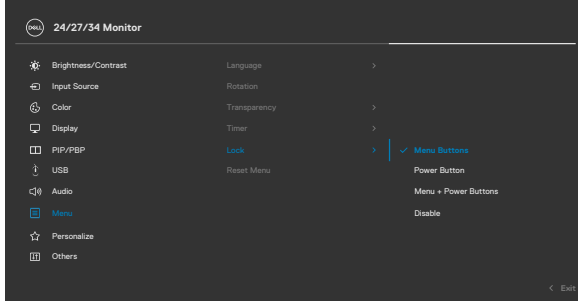 DELL
24/27/34 Monitor
Brightness/Contrast
Input Source
Color
Display
PIP/PBP
USB
Audio
Menu
Personalize
Others
Language >
Rotation
Transparency >
Timer >
Lock >
Reset Menu
✓ Menu Buttons
Power Button
Menu + Power Buttons
Disable
< Exit